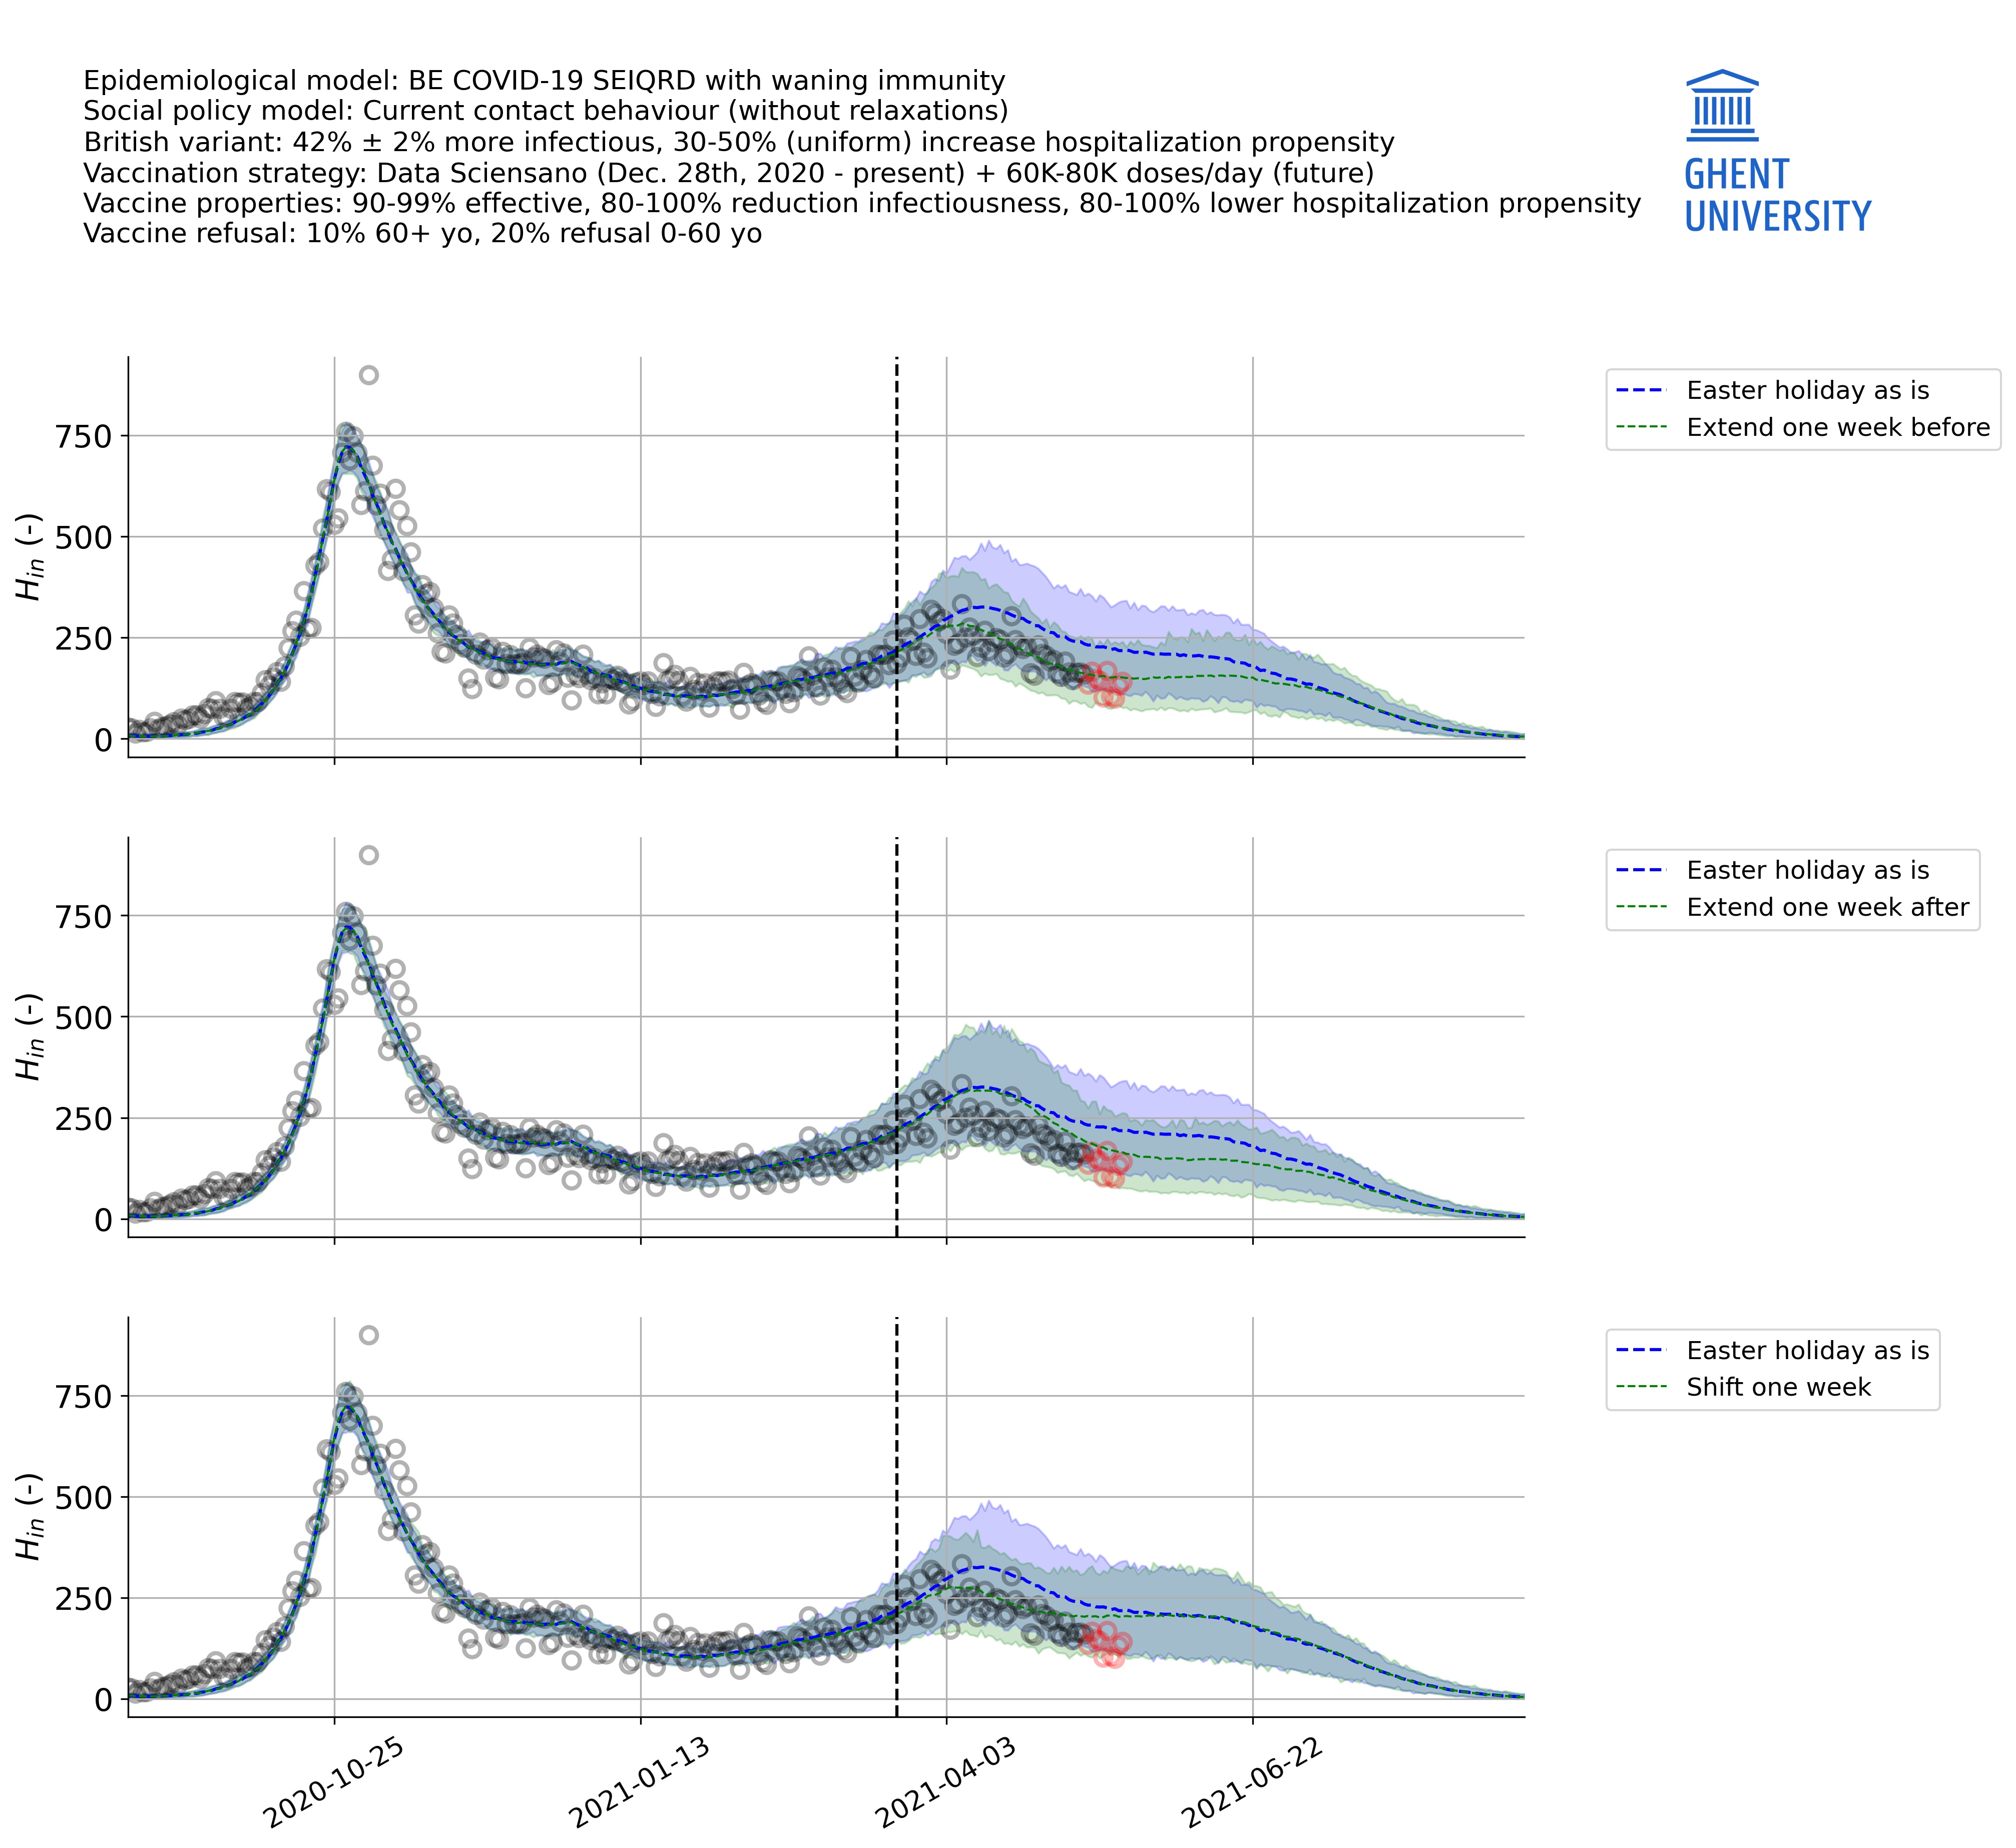 Epidemiological model: BE COVID-19 SEIQRD with waning immunity
Social policy model: Current contact behaviour (without relaxations)
British variant: 42% ± 2% more infectious, 30-50% (uniform) increase hospitalization propensity
Vaccination strategy: Data Sciensano (Dec. 28th, 2020 - present) + 60K-80K doses/day (future)
Vaccine properties: 90-99% effective, 80-100% reduction infectiousness, 80-100% lower hospitalization propensity
Vaccine refusal: 10% 60+ yo, 20% refusal 0-60 yo
GHENT
UNIVERSITY
H_in (-)
750
500
250
0
Easter holiday as is
Extend one week before
H_in (-)
750
500
250
0
Easter holiday as is
Extend one week after
H_in (-)
750
500
250
0
Easter holiday as is
Shift one week
2020-10-25
2021-01-13
2021-04-03
2021-06-22